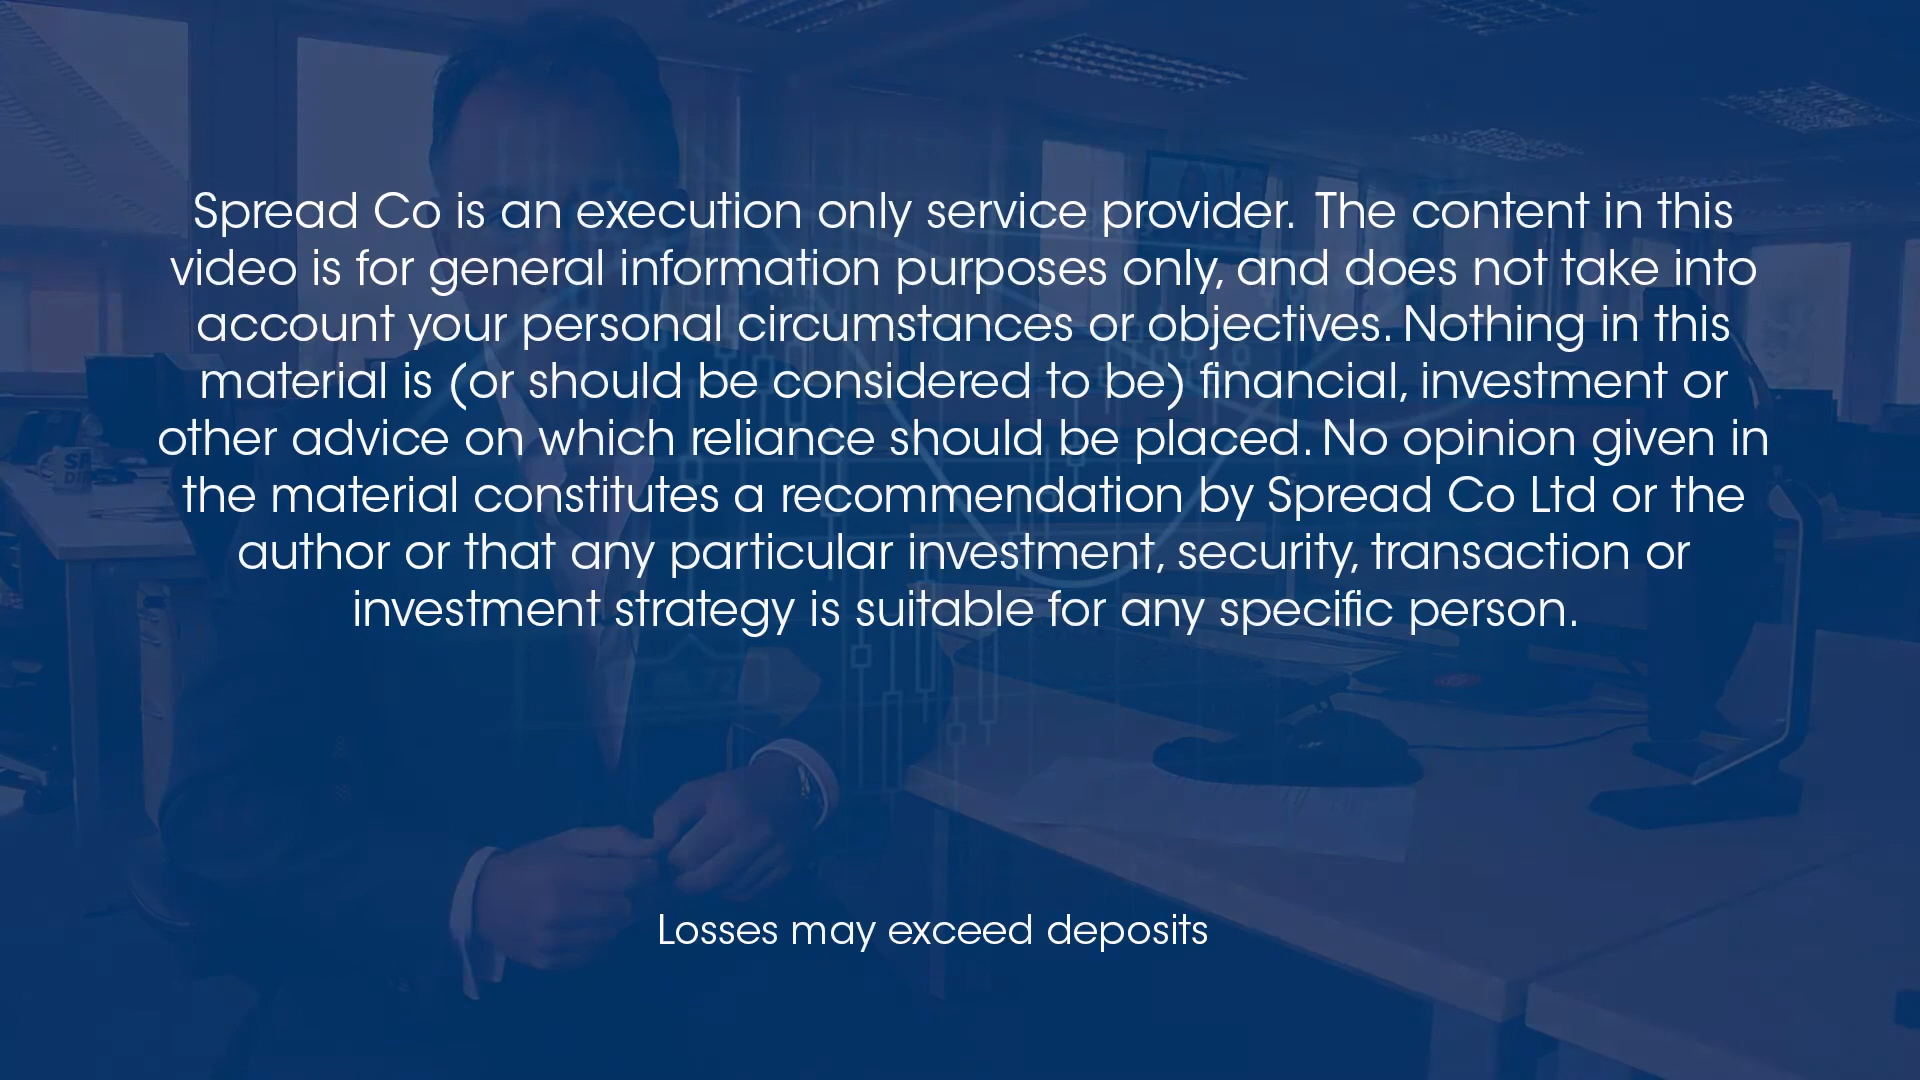 Spread Co is an execution only service provider. The content in this
video is for general information purposes only, and does not take into
account your personal circumstances or objectives. Nothing in this
material is (or should be considered to be) financial, investment or
other advice on which reliance should be placed. No opinion given in
the material constitutes a recommendation by Spread Co Ltd or the
author or that any particular investment, security, transaction or
investment strategy is suitable for any specific person.
Losses may exceed deposits